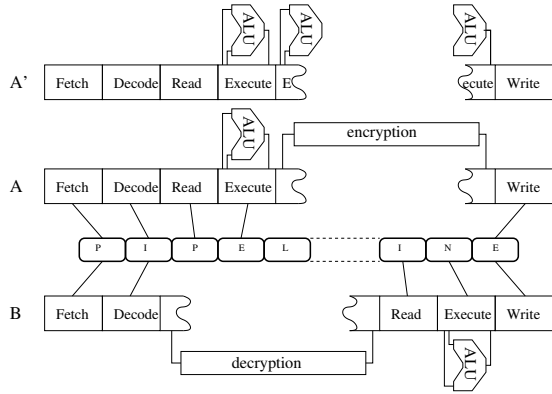 ALU ALU ALU
A' Fetch Decode Read Execute E ecute Write
ALU encryption
A Fetch Decode Read Execute Write
P I P E L I N E
B Fetch Decode Read Execute Write
decryption ALU